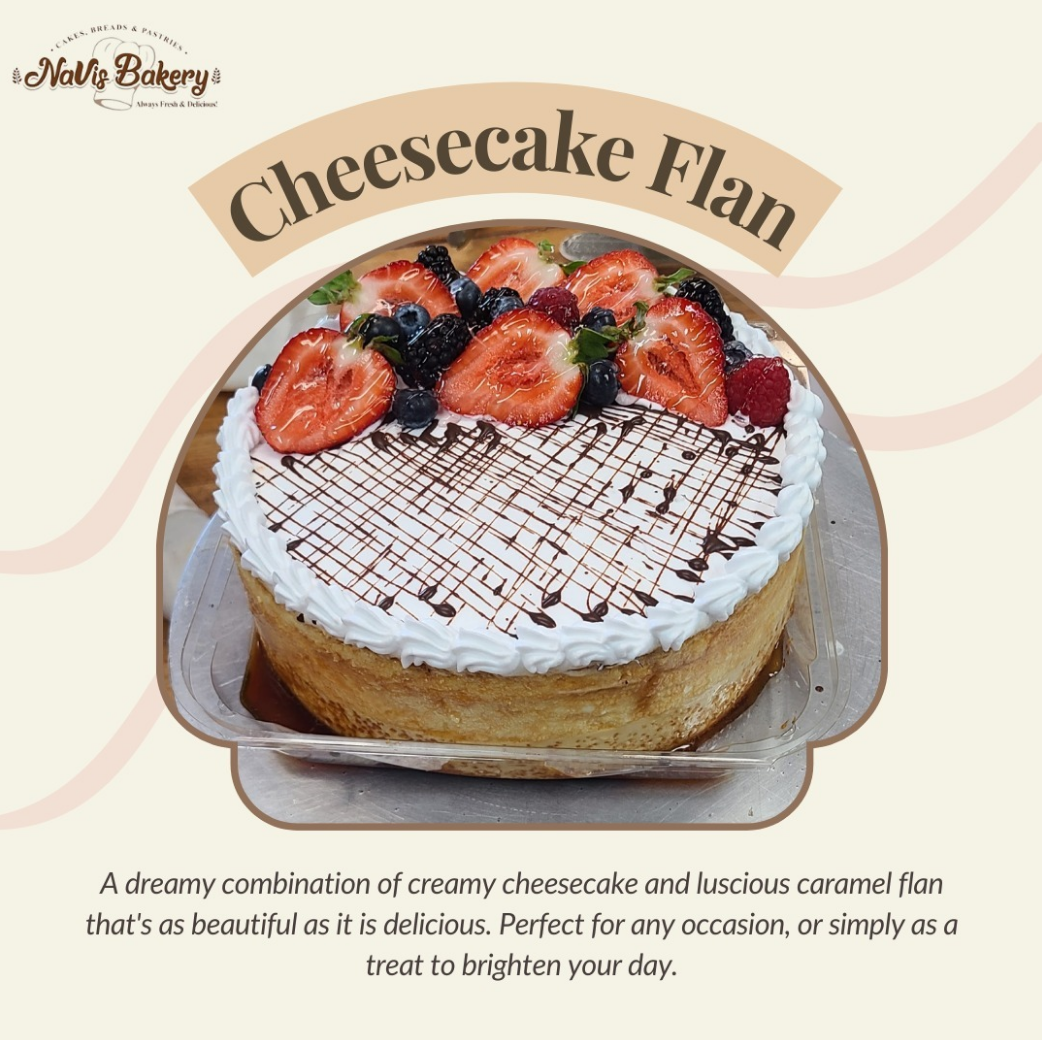 • CAKES, BREADS & PASTRIES •
NaVis Bakery
Always Fresh & Delicious!
Cheesecake Flan
A dreamy combination of creamy cheesecake and luscious caramel flan
that's as beautiful as it is delicious. Perfect for any occasion, or simply as a
treat to brighten your day.